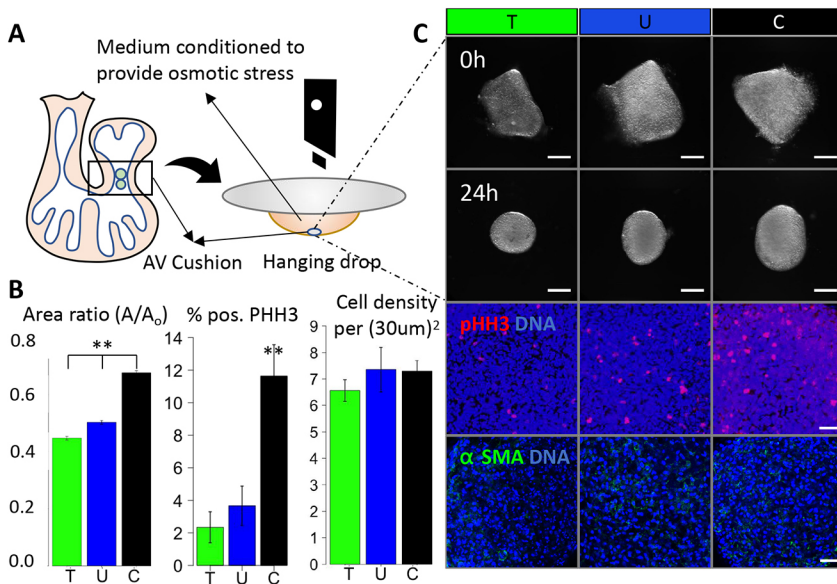 A
Medium conditioned to
provide osmotic stress
AV Cushion
Hanging drop
B
Area ratio (A/Aₒ)
0.8
0.6
0.4
0.2
0.0
**
T U C
% pos. PHH3
14
12
10
8
6
4
2
0
**
T U C
Cell density
per (30um)²
9
8
7
6
5
4
3
2
1
0
T U C
C
T U C
0h
24h
pHH3 DNA
α SMA DNA